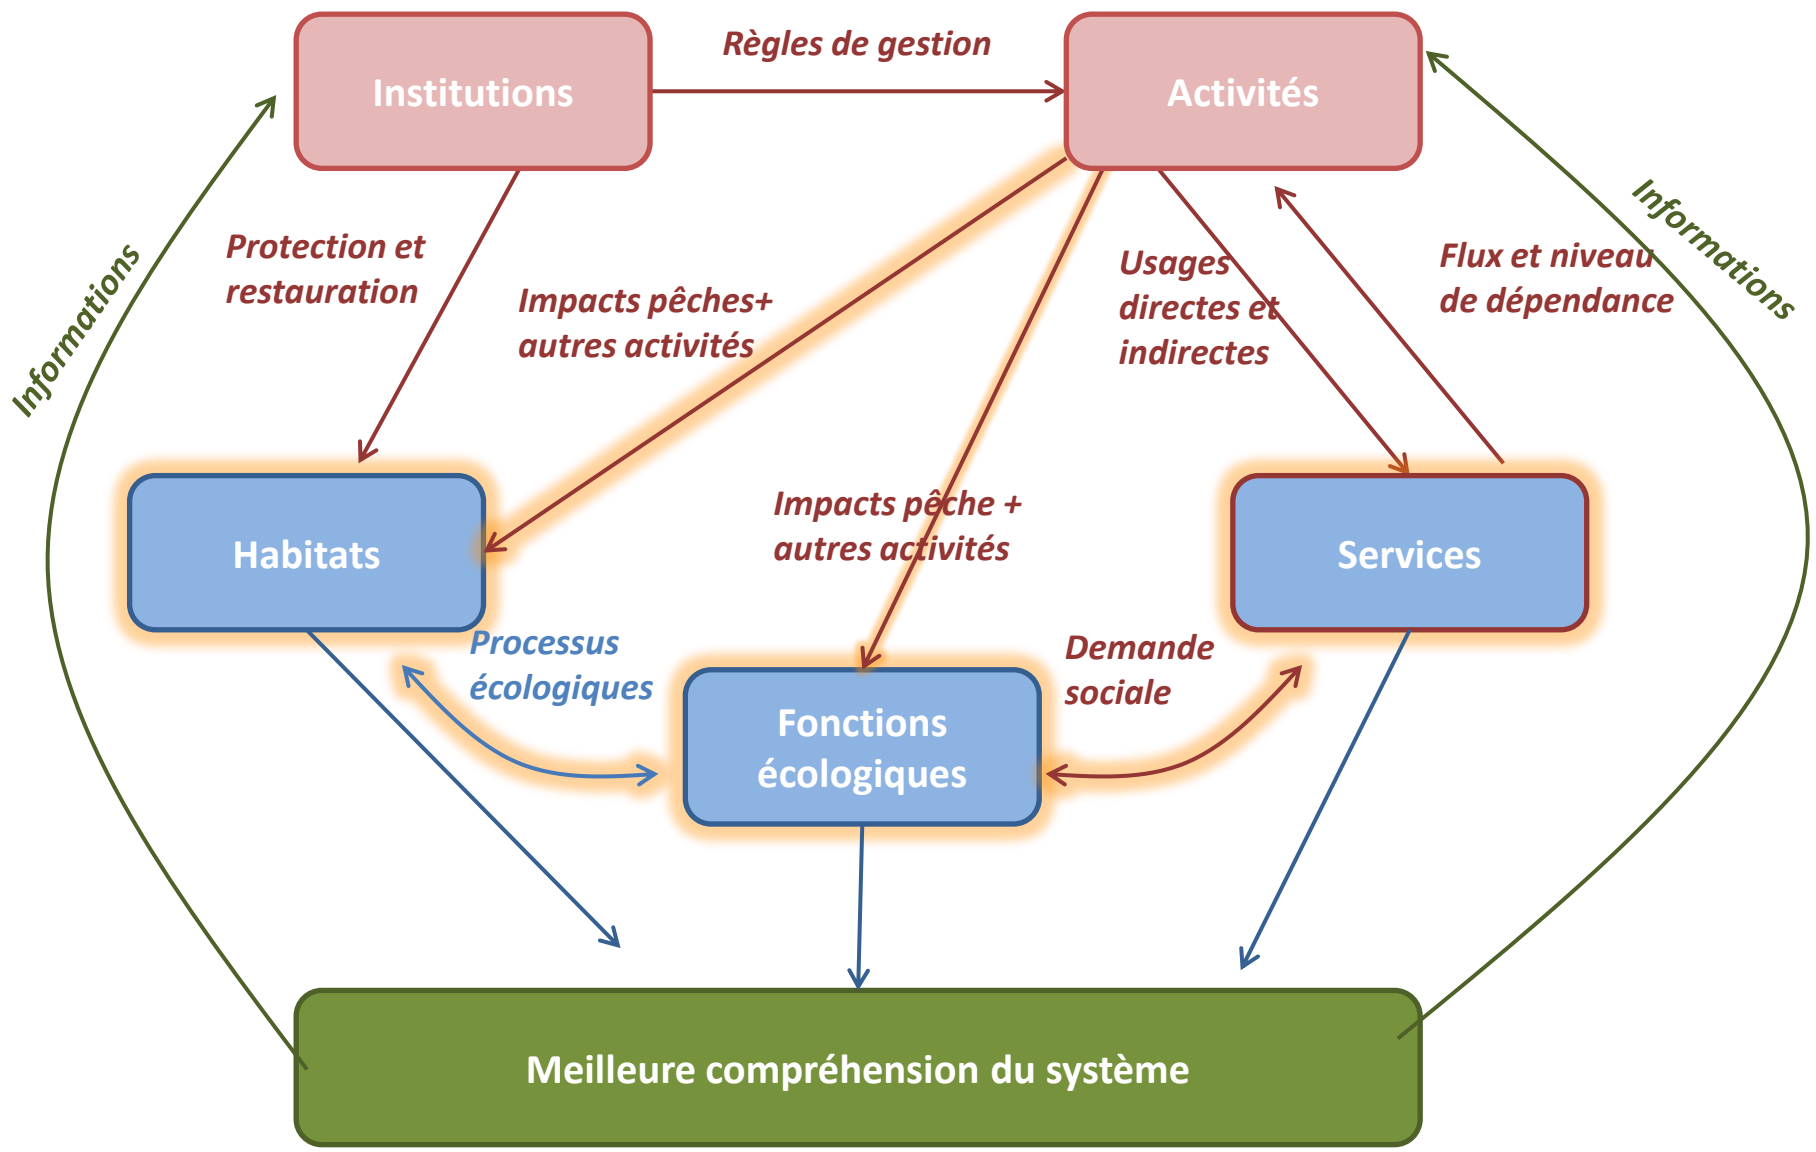 Règles de gestion
Institutions
Activités
Informations
Protection et
restauration
Impacts pêches+
autres activités
Usages
directes et
indirectes
Flux et niveau
de dépendance
Informations
Impacts pêche +
autres activités
Habitats
Services
Processus
écologiques
Demande
sociale
Fonctions
écologiques
Meilleure compréhension du système